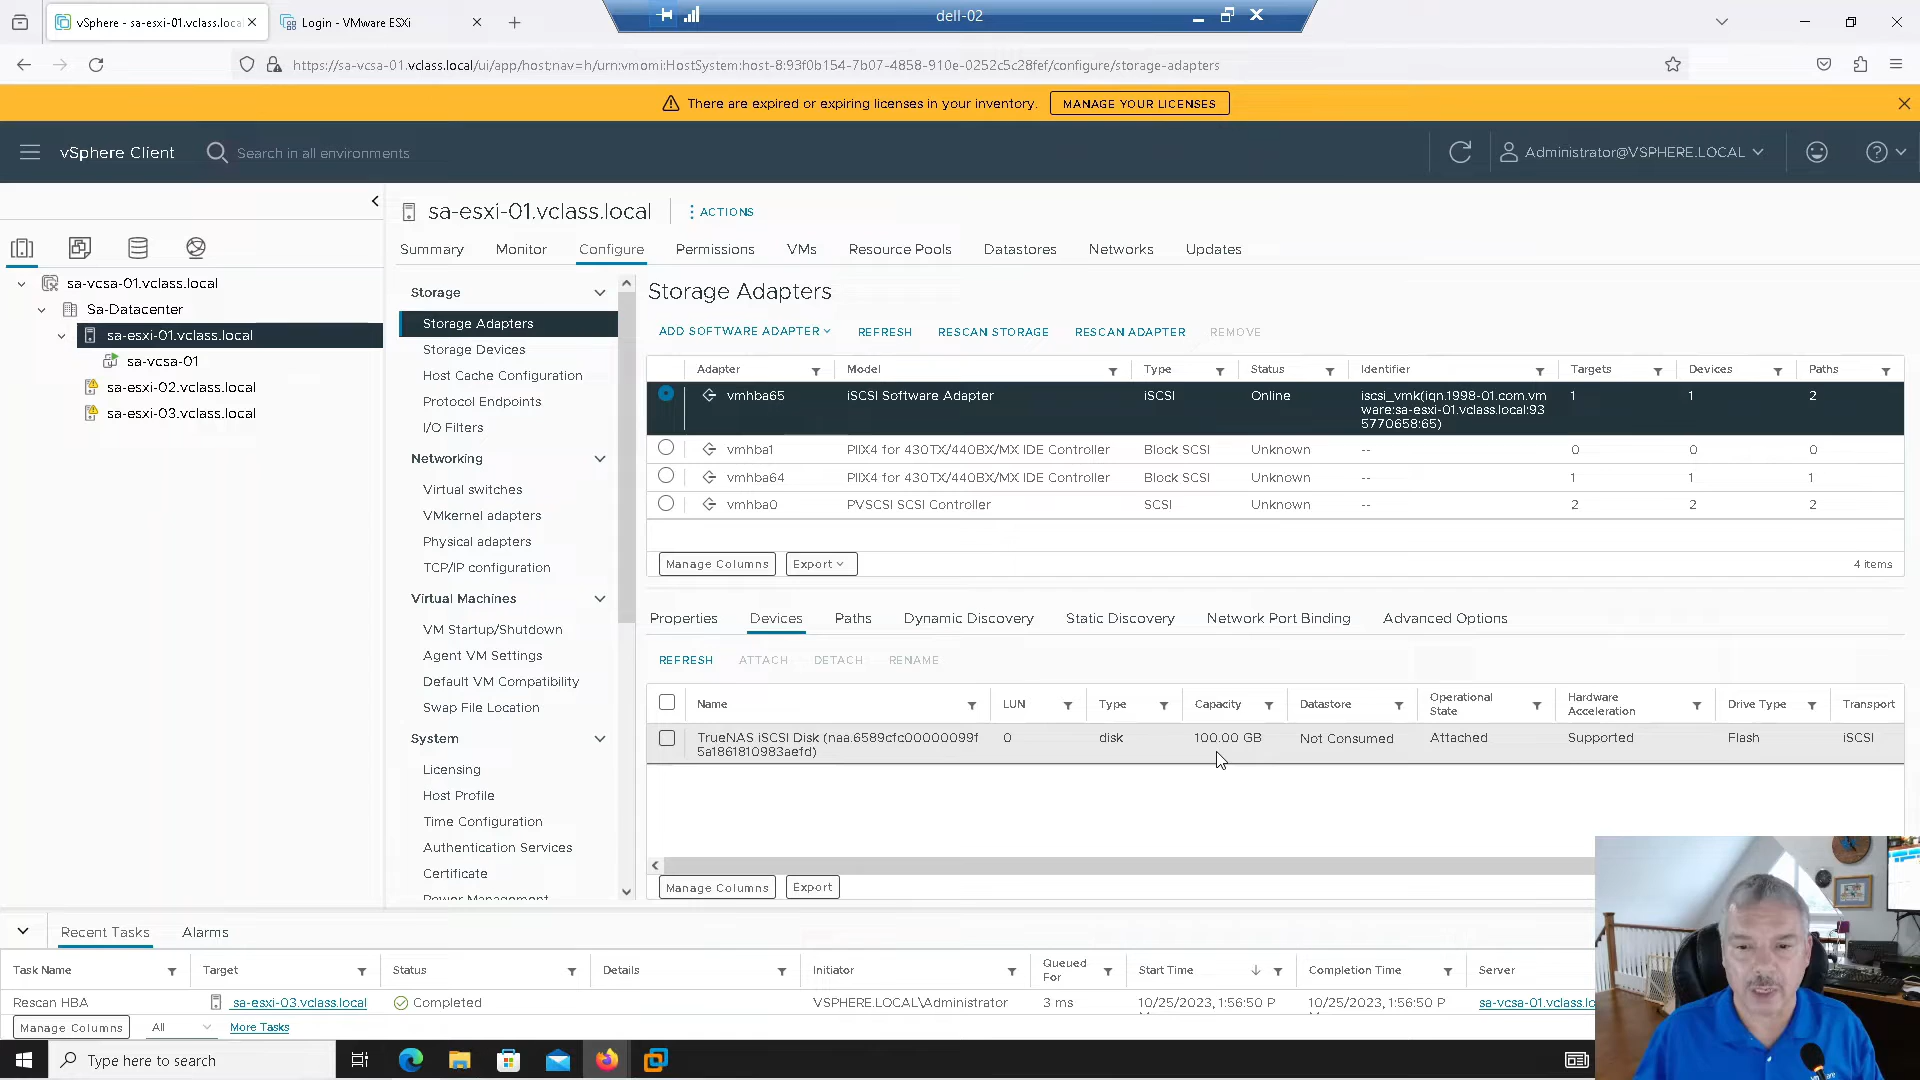 vSphere - sa-esxi-01.vclass.loca
Login - VMware ESXi
dell-02
https://sa-vcsa-01.vclass.local/ui/app/host;nav=h/urn:vmomi:HostSystem:host-8:93f0b154-7b07-4858-910e-0252c5c28fef/configure/storage-adapters
There are expired or expiring licenses in your inventory.
MANAGE YOUR LICENSES
vSphere Client
Search in all environments
Administrator@VSPHERE.LOCAL
sa-vcsa-01.vclass.local
Sa-Datacenter
sa-esxi-01.vclass.local
sa-vcsa-01
sa-esxi-02.vclass.local
sa-esxi-03.vclass.local
sa-esxi-01.vclass.local
ACTIONS
Summary Monitor Configure Permissions VMs Resource Pools Datastores Networks Updates
Storage
Storage Adapters
Storage Devices
Host Cache Configuration
Protocol Endpoints
I/O Filters
Networking
Virtual switches
VMkernel adapters
Physical adapters
TCP/IP configuration
Virtual Machines
VM Startup/Shutdown
Agent VM Settings
Default VM Compatibility
Swap File Location
System
Licensing
Host Profile
Time Configuration
Authentication Services
Certificate
Power Management
Storage Adapters
ADD SOFTWARE ADAPTER REFRESH RESCAN STORAGE RESCAN ADAPTER REMOVE
Adapter Model Type Status Identifier Targets Devices Paths
vmhba65 iSCSI Software Adapter iSCSI Online iscsi_vmk(iqn.1998-01.com.vm 1 1 2
ware:sa-esxi-01.vclass.local:93
5770658:65)
vmhba1 PIIX4 for 430TX/440BX/MX IDE Controller Block SCSI Unknown -- 0 0 0
vmhba64 PIIX4 for 430TX/440BX/MX IDE Controller Block SCSI Unknown -- 1 1 1
vmhba0 PVSCSI SCSI Controller SCSI Unknown -- 2 2 2
Manage Columns Export 4 items
Properties Devices Paths Dynamic Discovery Static Discovery Network Port Binding Advanced Options
REFRESH ATTACH DETACH RENAME
Name LUN Type Capacity Datastore Operational State Hardware Acceleration Drive Type Transport
TrueNAS iSCSI Disk (naa.6589cfc00000099f 0 disk 100.00 GB Not Consumed Attached Supported Flash iSCSI
5a1861810983aefd)
Manage Columns Export
Recent Tasks Alarms
Task Name Target Status Details Initiator Queued For Start Time Completion Time Server
Rescan HBA sa-esxi-03.vclass.local Completed VSPHERE.LOCAL\Administrator 3 ms 10/25/2023, 1:56:50 P 10/25/2023, 1:56:50 P sa-vcsa-01.vclass.lo
Manage Columns All More Tasks
Type here to search